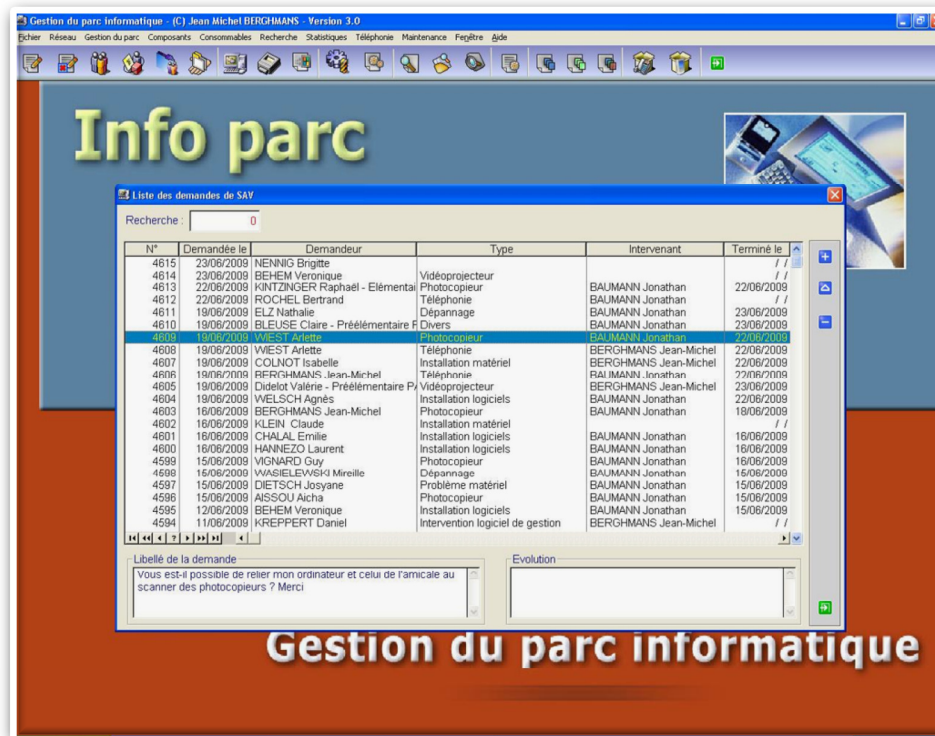 Gestion du parc informatique - (C) Jean Michel BERGHMANS - Version 3.0
Fichier Réseau Gestion du parc Composants Consommables Recherche Statistiques Téléphonie Maintenance Fenêtre Aide
Info parc
Liste des demandes de SAV
Recherche : 0
N° Demandée le Demandeur Type Intervenant Terminé le
4615 23/06/2009 NENNIG Brigitte / /
4614 23/06/2009 BEHEM Veronique Vidéoprojecteur / /
4613 22/06/2009 KINTZINGER Raphaël - Elémentai Photocopieur BAUMANN Jonathan 22/06/2009
4612 22/06/2009 ROCHEL Bertrand Téléphonie BAUMANN Jonathan / /
4611 19/06/2009 ELZ Nathalie Dépannage BAUMANN Jonathan 23/06/2009
4610 19/06/2009 BLEUSE Claire - Préélémentaire F Divers BAUMANN Jonathan 23/06/2009
4609 19/06/2009 WIEST Arlette Photocopieur BAUMANN Jonathan 22/06/2009
4608 19/06/2009 WIEST Arlette Téléphonie BERGHMANS Jean-Michel 22/06/2009
4607 19/06/2009 COLNOT Isabelle Installation matériel BERGHMANS Jean-Michel 22/06/2009
4606 19/06/2009 BERGHMANS Jean-Michel Téléphonie BAUMANN Jonathan 22/06/2009
4605 19/06/2009 Didelot Valérie - Préélémentaire PA Vidéoprojecteur BERGHMANS Jean-Michel 23/06/2009
4604 19/06/2009 WELSCH Agnès Installation logiciels BAUMANN Jonathan 22/06/2009
4603 16/06/2009 BERGHMANS Jean-Michel Photocopieur BAUMANN Jonathan 18/06/2009
4602 16/06/2009 KLEIN Claude Installation matériel / /
4601 16/06/2009 CHALAL Emilie Installation logiciels BAUMANN Jonathan 16/06/2009
4600 16/06/2009 HANNEZO Laurent Installation logiciels BAUMANN Jonathan 16/06/2009
4599 15/06/2009 VIGNARD Guy Photocopieur BAUMANN Jonathan 16/06/2009
4598 15/06/2009 WASIELEWSKI Mireille Dépannage BAUMANN Jonathan 15/06/2009
4597 15/06/2009 DIETSCH Josyane Problème matériel BAUMANN Jonathan 15/06/2009
4596 15/06/2009 AISSOU Aicha Photocopieur BAUMANN Jonathan 15/06/2009
4595 12/06/2009 BEHEM Veronique Installation logiciels BAUMANN Jonathan 15/06/2009
4594 11/06/2009 KREPPERT Daniel Intervention logiciel de gestion BERGHMANS Jean-Michel / /
Libellé de la demande
Vous est-il possible de relier mon ordinateur et celui de l'amicale au
scanner des photocopieurs ? Merci
Evolution
Gestion du parc informatique